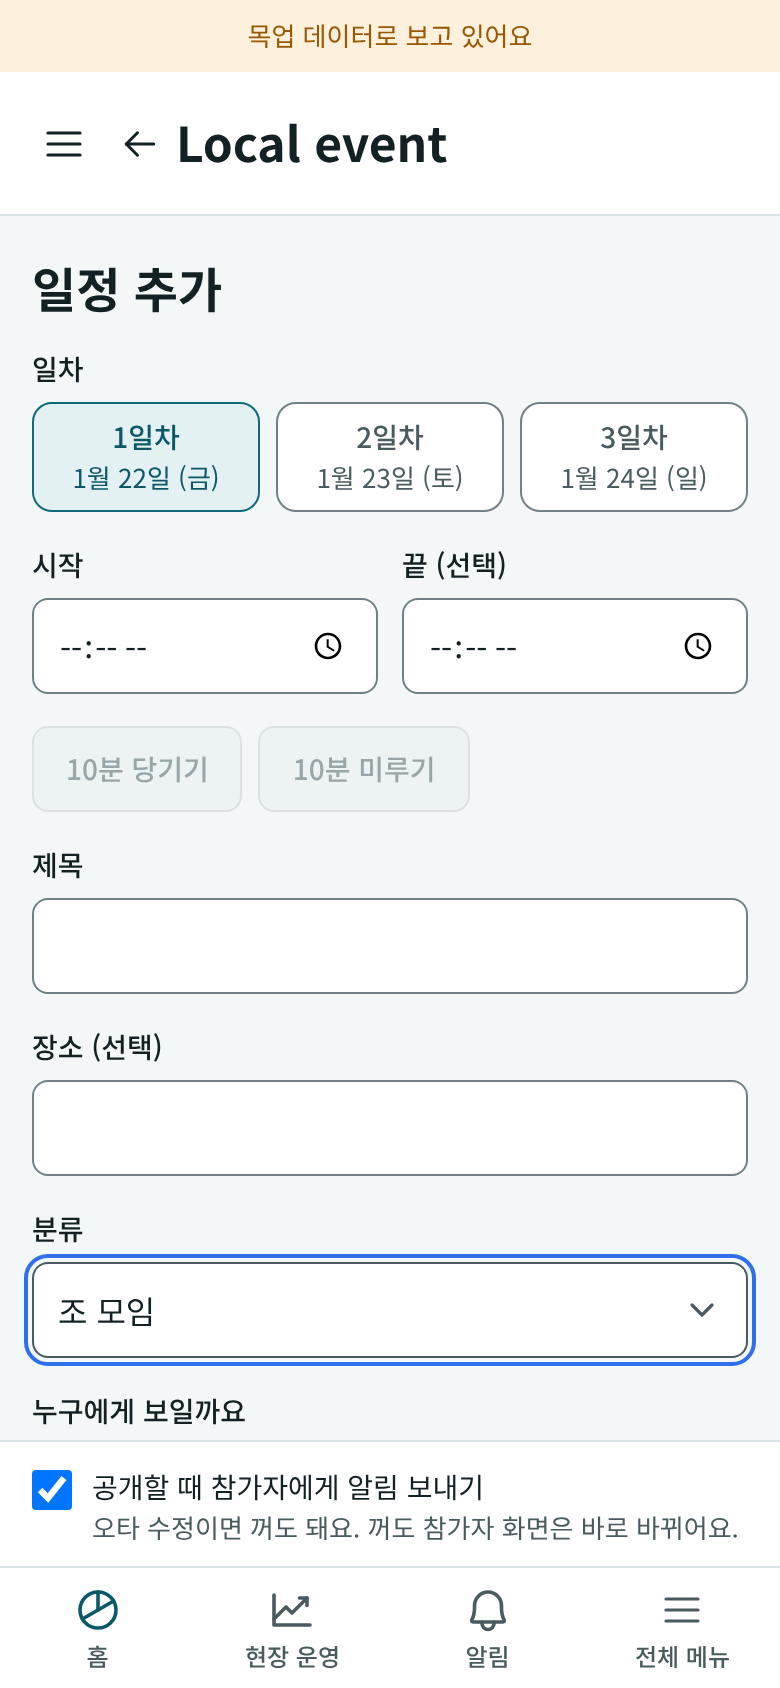 목업 데이터로 보고 있어요
Local event
일정 추가
일차
1일차
1월 22일 (금)
2일차
1월 23일 (토)
3일차
1월 24일 (일)
시작
끝 (선택)
--:-- --
--:-- --
10분 당기기
10분 미루기
제목
장소 (선택)
분류
조 모임
누구에게 보일까요
공개할 때 참가자에게 알림 보내기
오타 수정이면 꺼도 돼요. 꺼도 참가자 화면은 바로 바뀌어요.
홈
현장 운영
알림
전체 메뉴